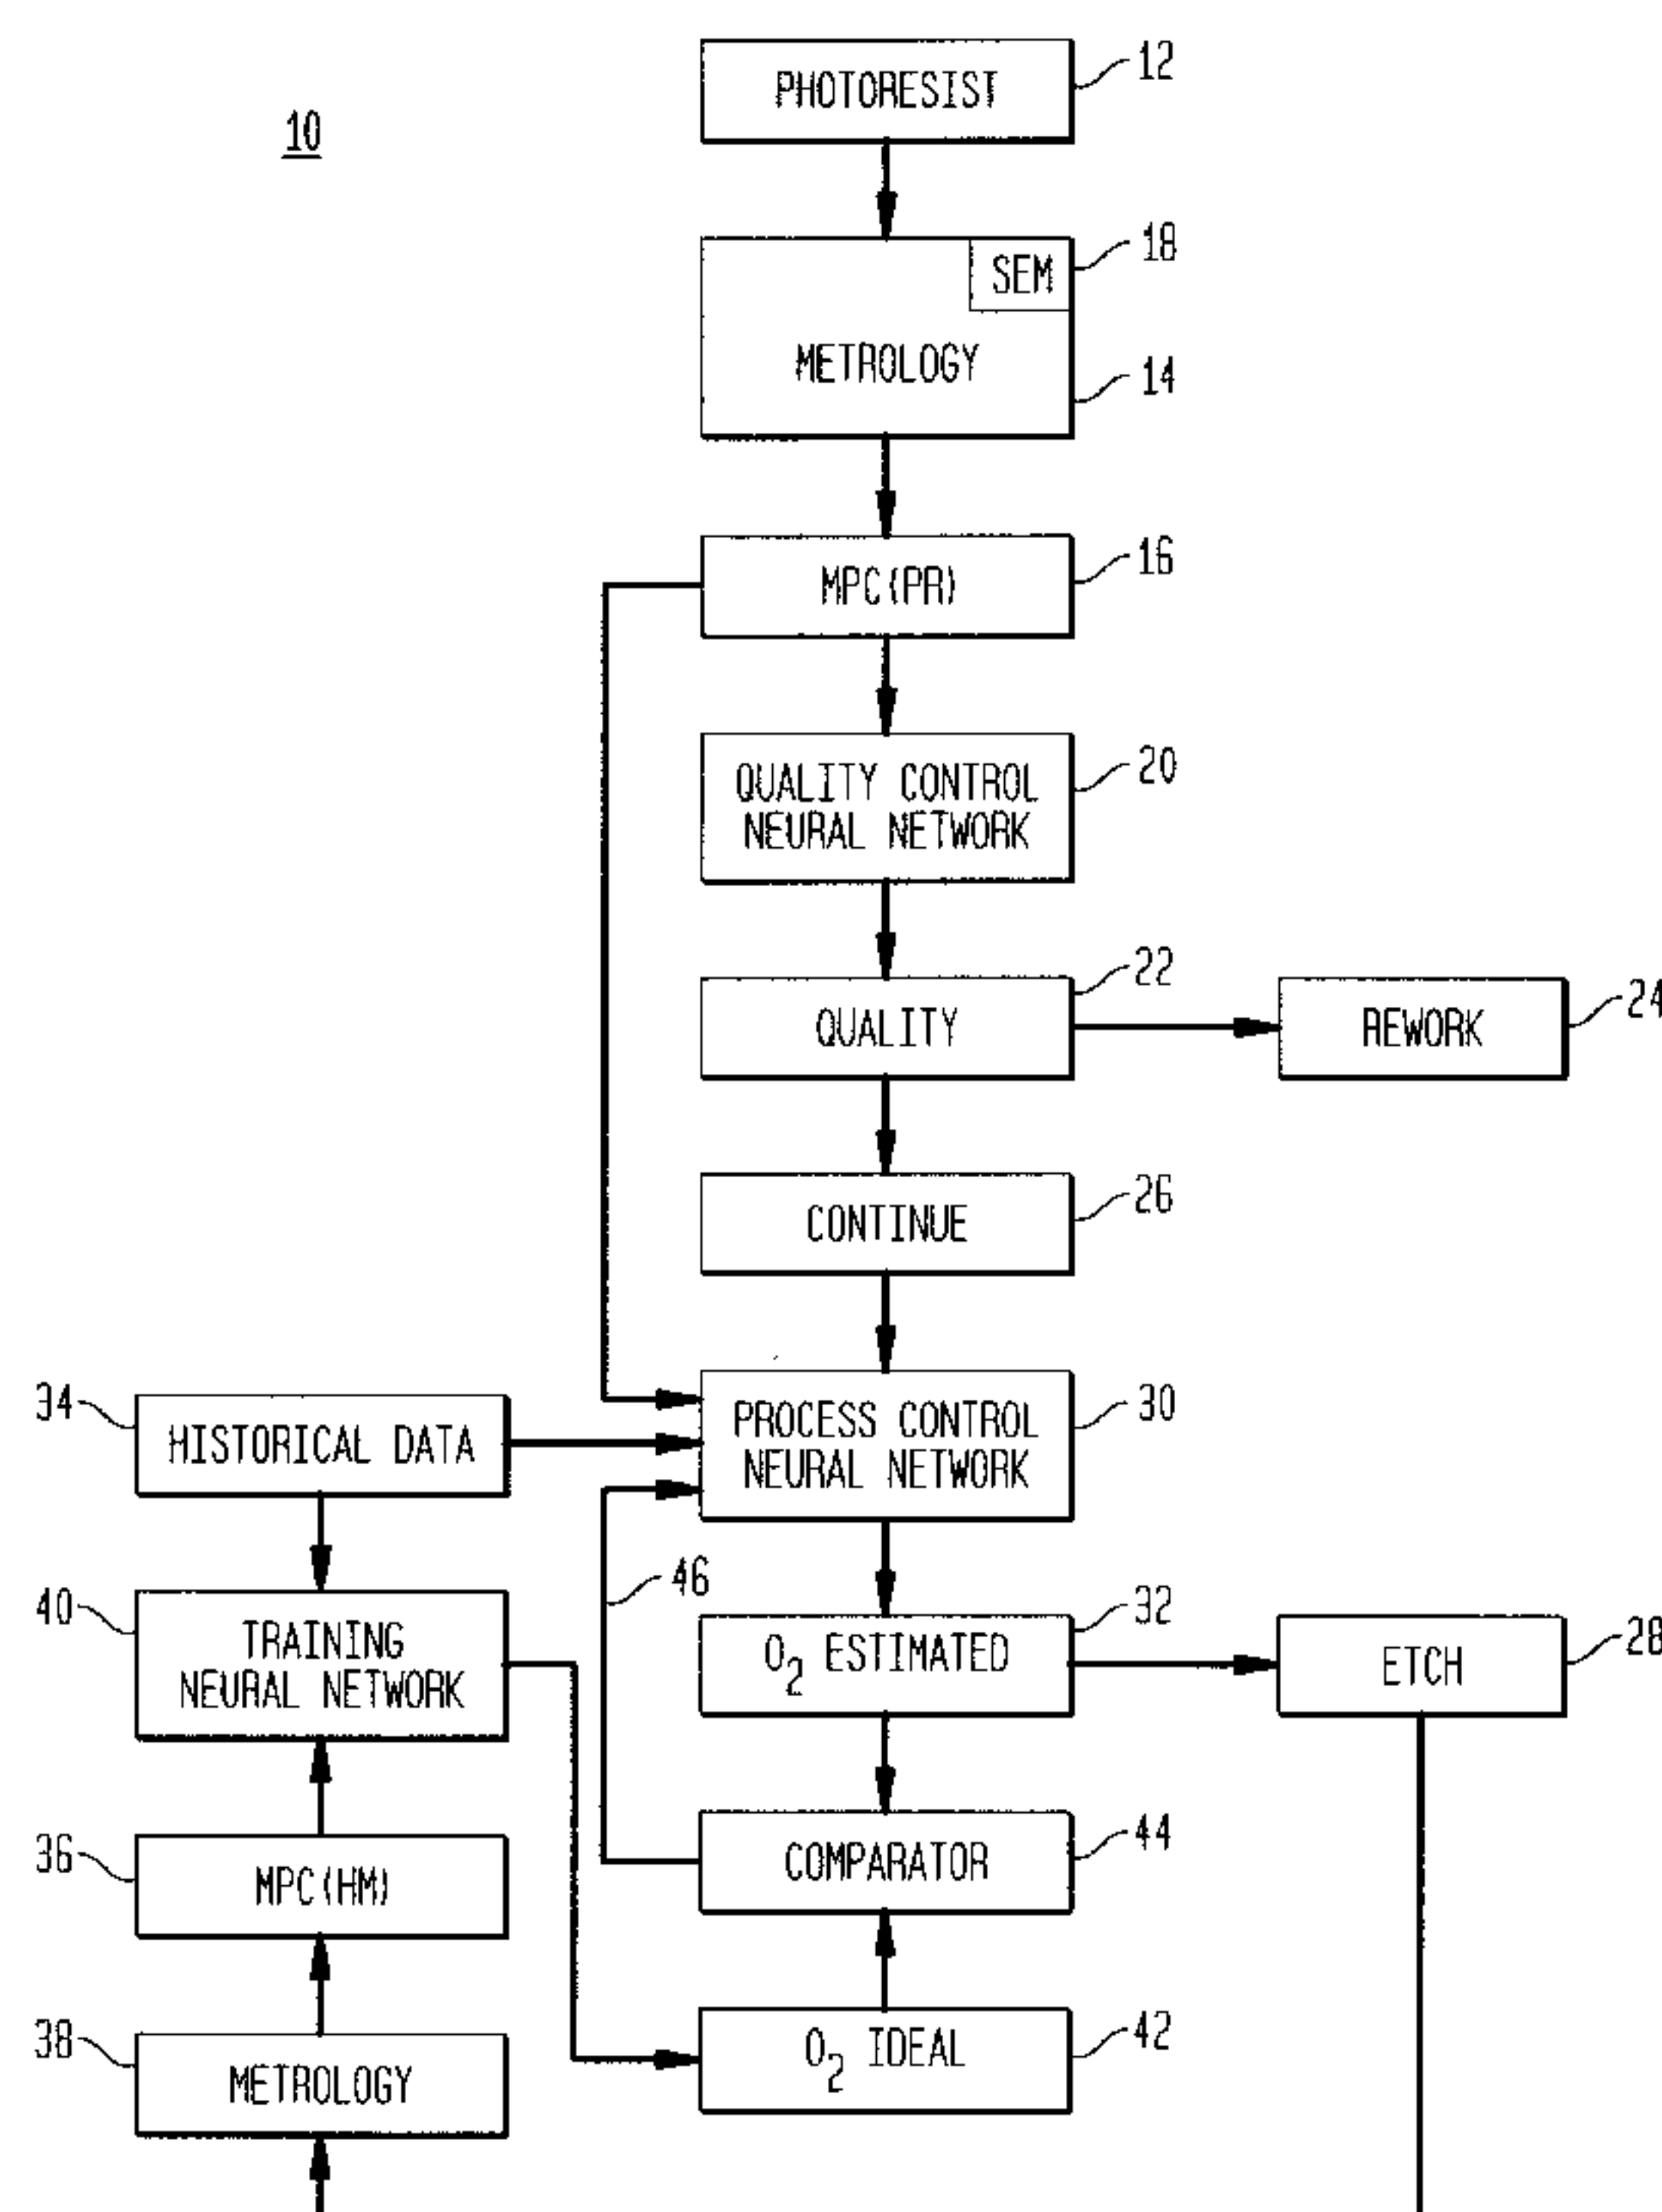 10
PHOTORESIST
12
SEM
18
METROLOGY
14
MPC(PR)
16
QUALITY CONTROL
NEURAL NETWORK
20
QUALITY
22
REWORK
24
CONTINUE
26
34
HISTORICAL DATA
PROCESS CONTROL
NEURAL NETWORK
30
40
TRAINING
NEURAL NETWORK
46
O2 ESTIMATED
32
ETCH
28
36
MPC(HM)
COMPARATOR
44
38
METROLOGY
O2 IDEAL
42